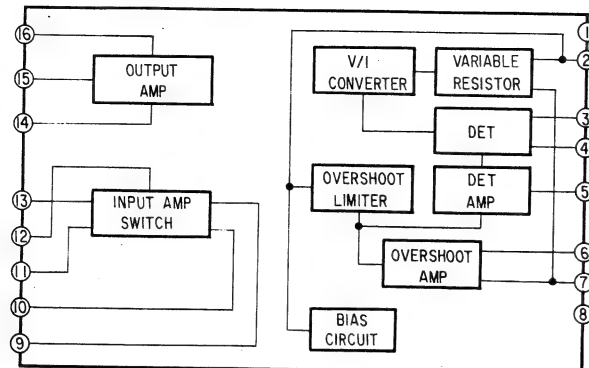 16
15
14
13
12
11
10
9
OUTPUT
AMP
INPUT AMP
SWITCH
V/I
CONVERTER
VARIABLE
RESISTOR
DET
DET
AMP
OVERSHOOT
LIMITER
OVERSHOOT
AMP
BIAS
CIRCUIT
1
2
3
4
5
6
7
8